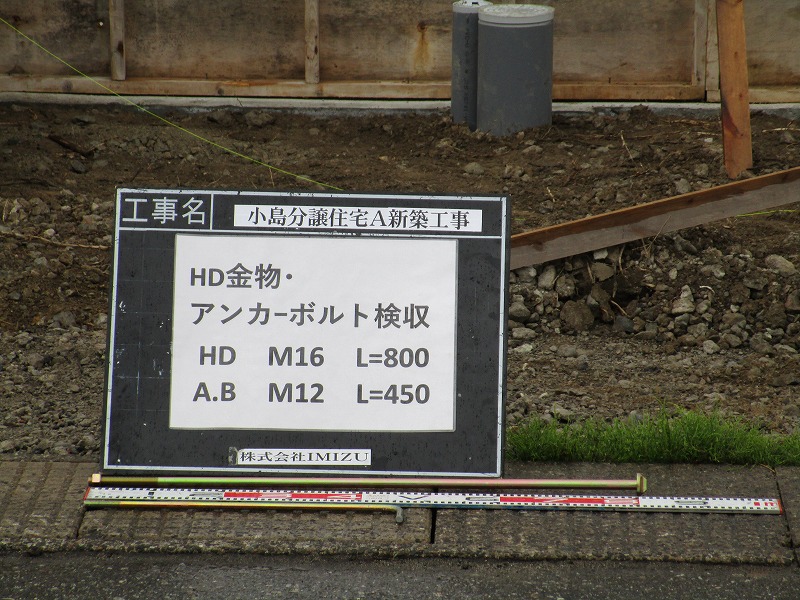 工事名
小島分譲住宅A新築工事
HD金物・
アンカーボルト検収
HD M16 L=800
A.B M12 L=450
株式会社IMIZU